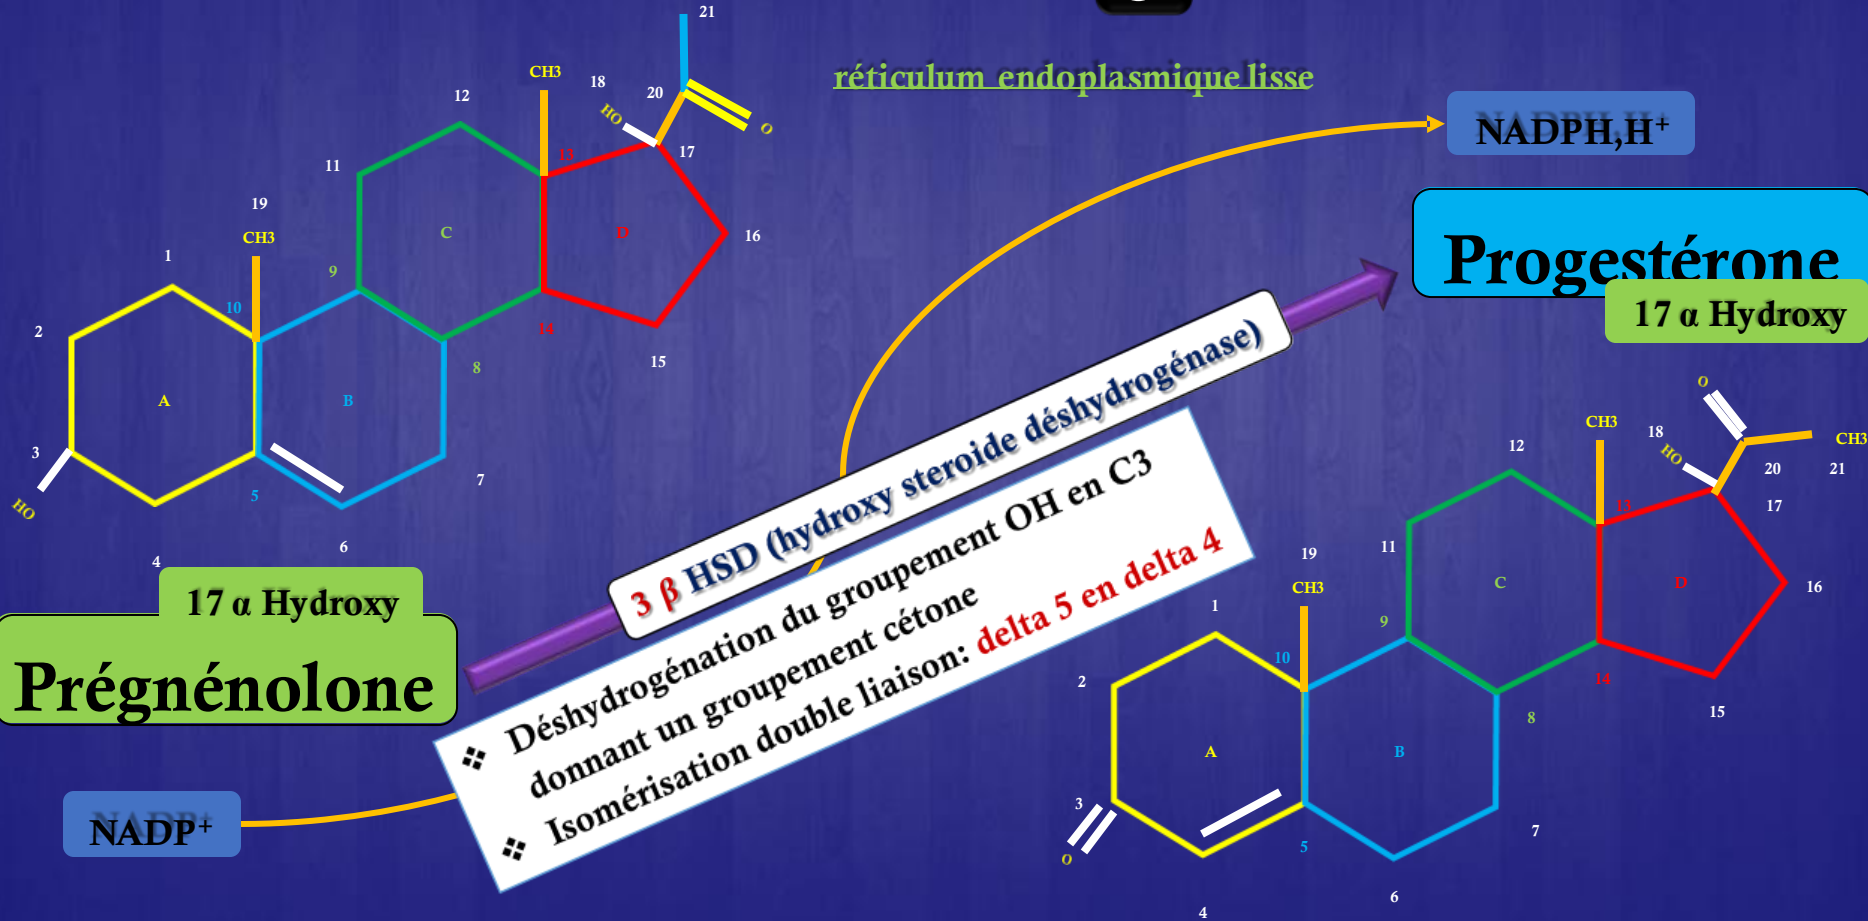 réticulum endoplasmique lisse
NADPH,H+
Progestérone
17 α Hydroxy
21
CH3
18
20
HO
O
12
13
17
11
19
CH3
C
D
16
1
9
10
14
2
15
8
A
B
3
7
HO
5
6
4
17 α Hydroxy
Prégnénolone
NADP+
3 β HSD (hydroxy steroide déshydrogénase)
❖ Déshydrogénation du groupement OH en C3
donnant un groupement cétone
❖ Isomérisation double liaison: delta 5 en delta 4
O
CH3
18
CH3
12
HO
20
21
13
17
11
19
CH3
C
D
16
1
9
10
14
2
15
8
A
B
3
7
O
5
6
4